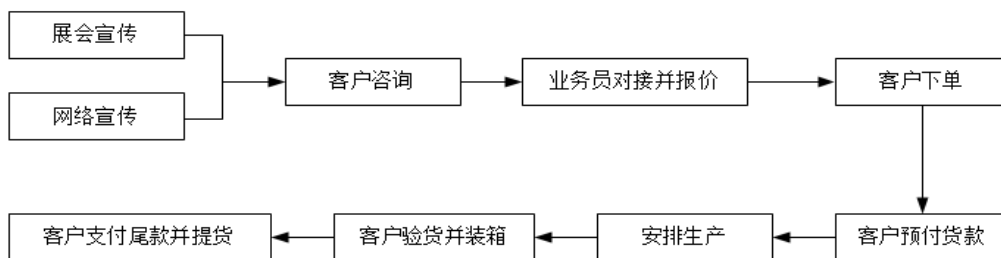 展会宣传
网络宣传
客户咨询
业务员对接并报价
客户下单
客户预付货款
安排生产
客户验货并装箱
客户支付尾款并提货